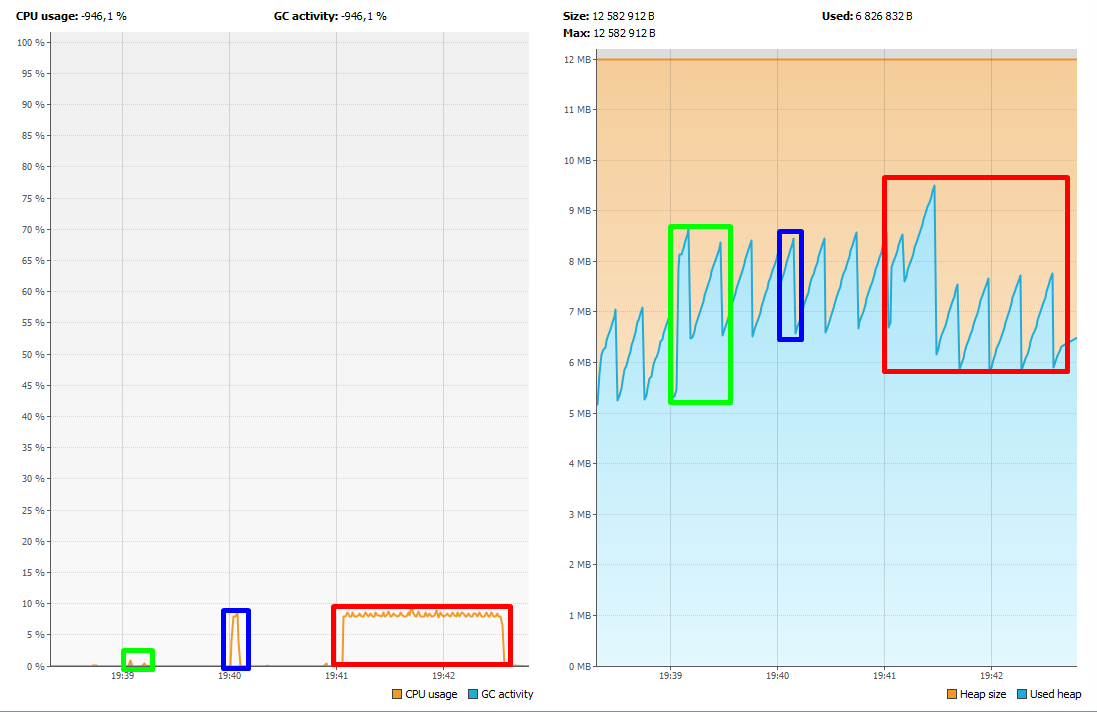 CPU usage: -946,1 % GC activity: -946,1 %
100 %
95 %
90 %
85 %
80 %
75 %
70 %
65 %
60 %
55 %
50 %
45 %
40 %
35 %
30 %
25 %
20 %
15 %
10 %
5 %
0 %
19:39 19:40 19:41 19:42
CPU usage GC activity
Size: 12 582 912 B Used: 6 826 832 B
Max: 12 582 912 B
12 MB
11 MB
10 MB
9 MB
8 MB
7 MB
6 MB
5 MB
4 MB
3 MB
2 MB
1 MB
0 MB
19:39 19:40 19:41 19:42
Heap size Used heap